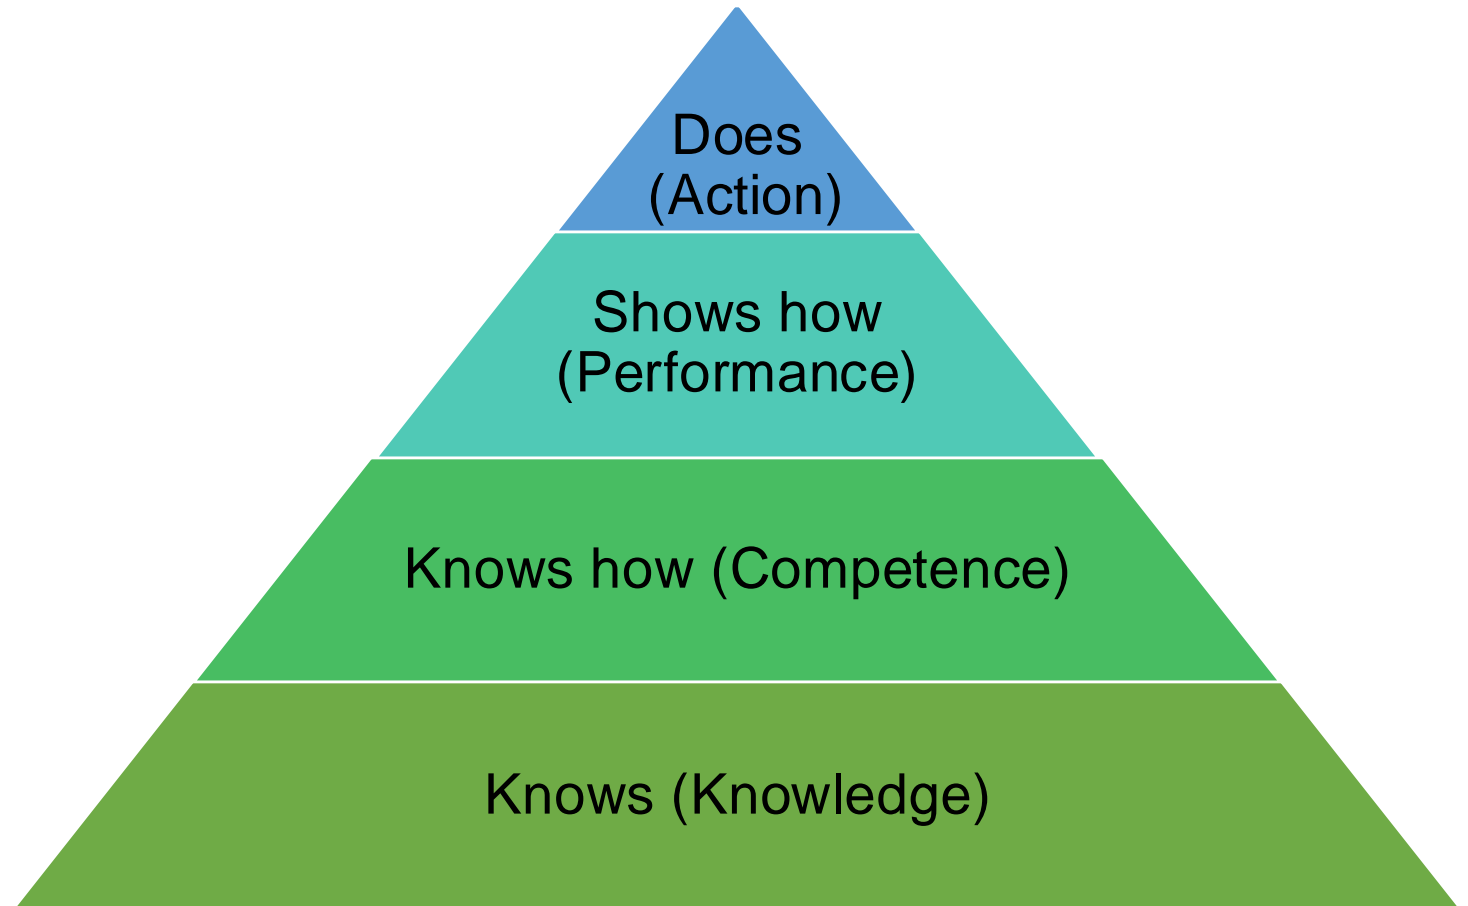 Does
(Action)
Shows how
(Performance)
Knows how (Competence)
Knows (Knowledge)